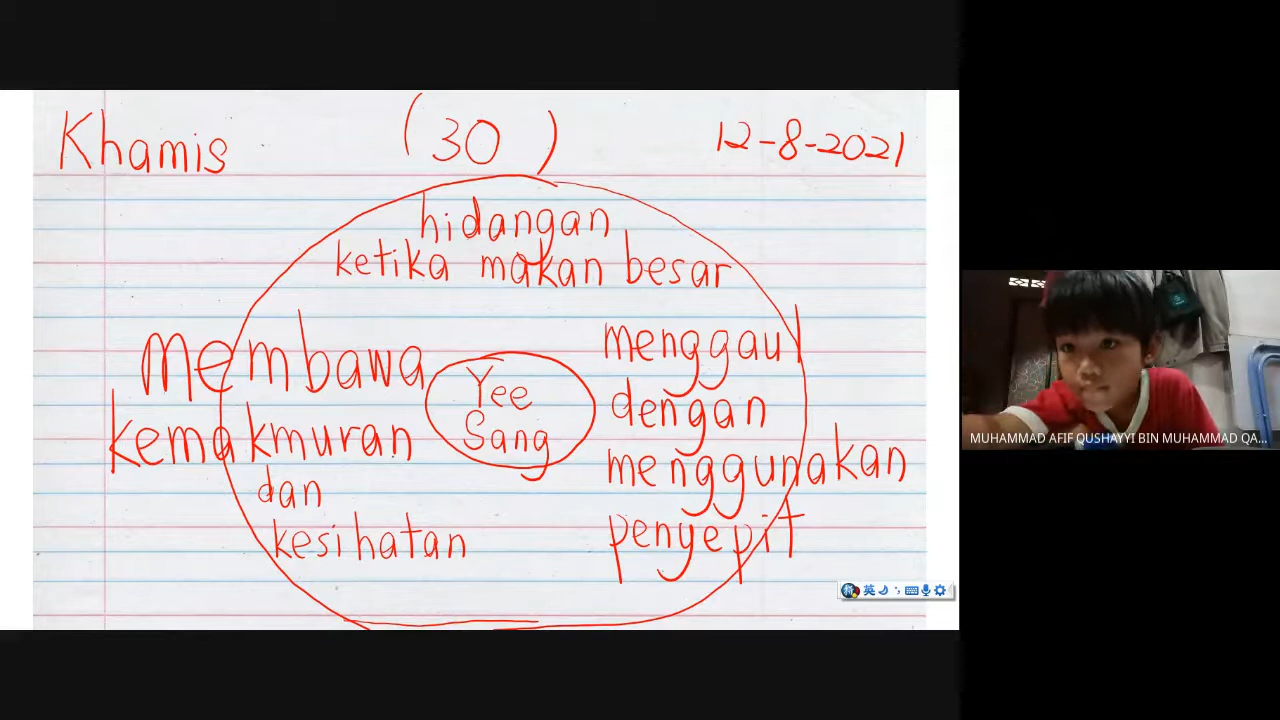 Khamis (30) 12-8-2021
hidangan
ketika makan besar
membawa
kemakmuran
dan
kesihatan
Yee
Sang
menggaul
dengan
menggunakan
penyepit
英
MUHAMMAD AFIF QUSHAYYI BIN MUHAMMAD QA...